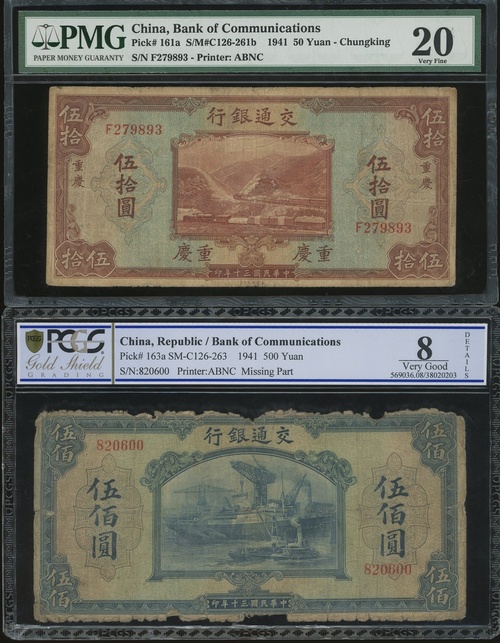 PMG
PAPER MONEY GUARANTY
China, Bank of Communications
Pick# 161a S/M#C126-261b 1941 50 Yuan - Chungking
S/N F279893 - Printer: ABNC
20
Very Fine
行銀通交
伍拾
伍拾
F279893
重慶
重慶
伍拾圓
伍拾圓
F279893
慶 重
拾伍
拾伍
印年十三國民華中
PCGS
Gold Shield
GRADING
China, Republic / Bank of Communications
Pick# 163a SM-C126-263 1941 500 Yuan
S/N:820600 Printer:ABNC Missing Part
8
Very Good
569036.08/38020203
DETAILS
行銀通交
伍佰
伍佰
820600
伍佰圓
伍佰圓
820600
伍佰
伍佰
印年十三國民華中